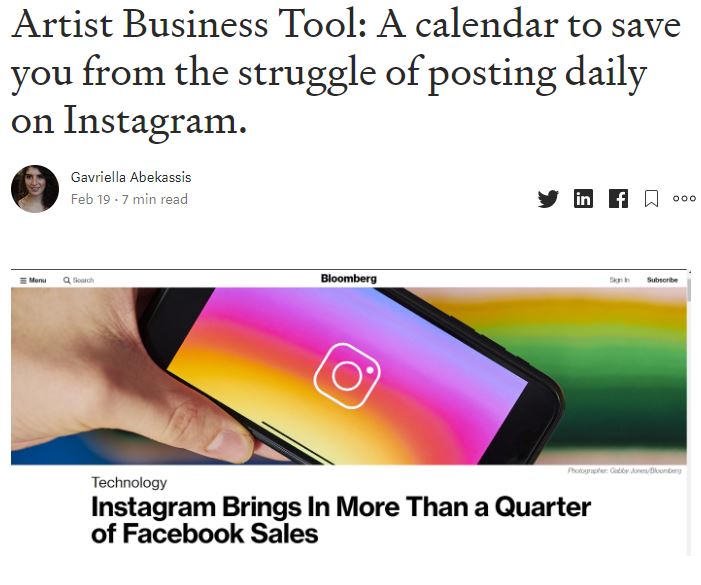 Artist Business Tool: A calendar to save
you from the struggle of posting daily
on Instagram.
Gavriella Abekassis
Feb 19 · 7 min read
Menu Search Bloomberg Sign In Subscribe
Photographer: Gabby Jones/Bloomberg
Technology
Instagram Brings In More Than a Quarter
of Facebook Sales